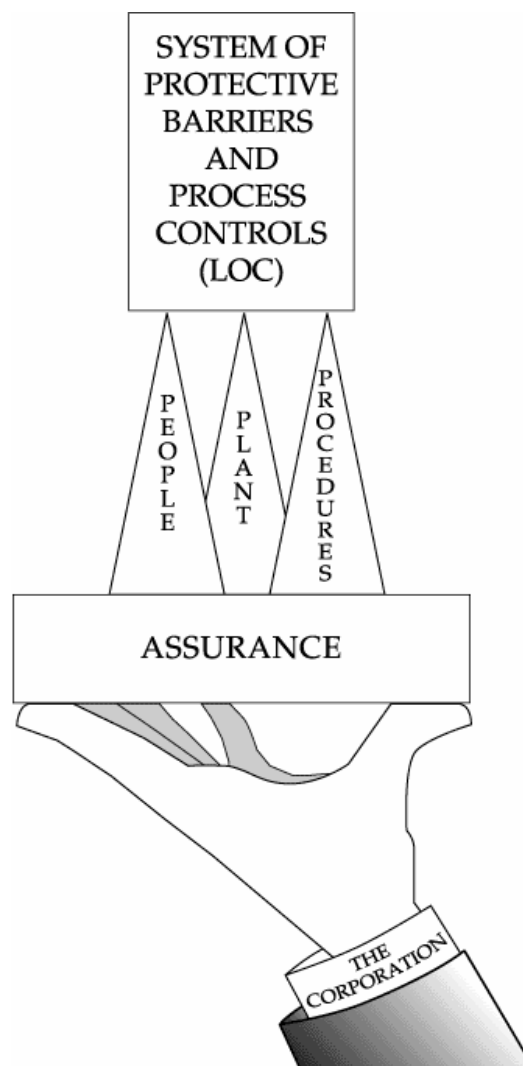 SYSTEM OF
PROTECTIVE
BARRIERS
AND
PROCESS
CONTROLS
(LOC)
PEOPLE
PLANT
PROCEDURES
ASSURANCE
THE
CORPORATION